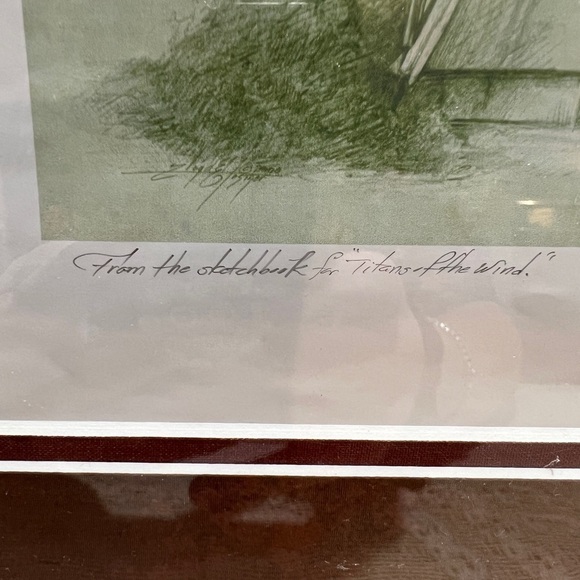 From the sketchbook for "Titans of the Wind."